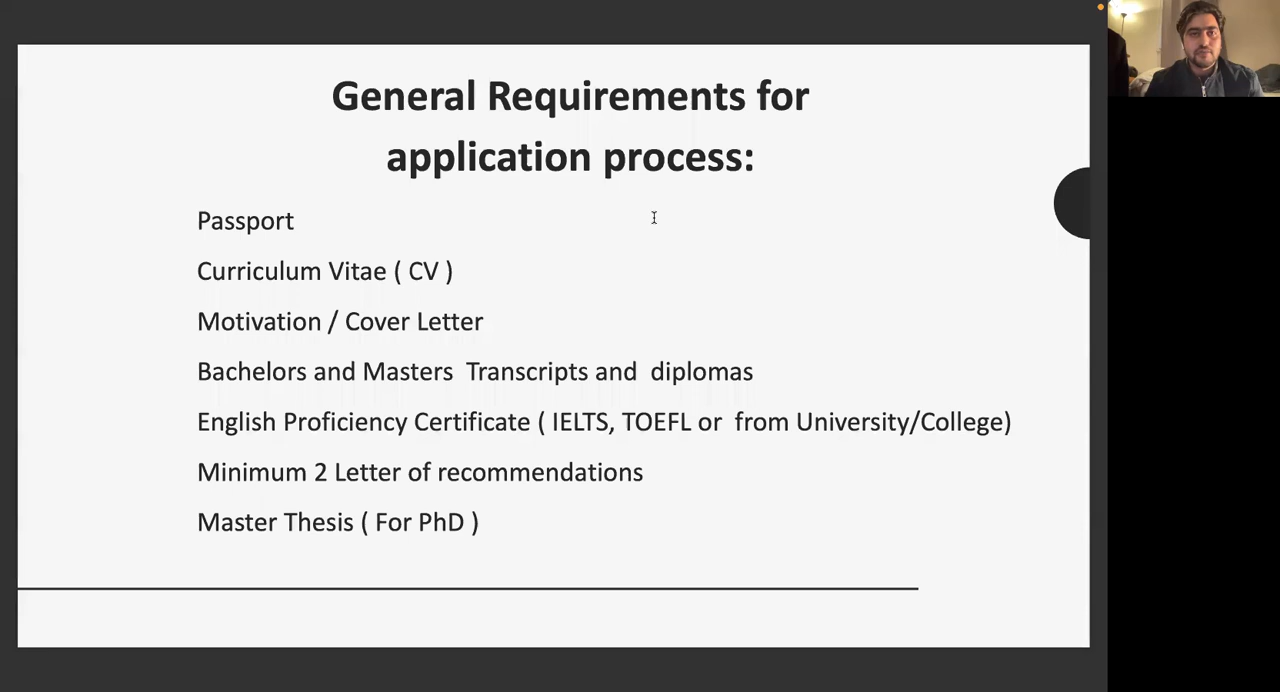 General Requirements for
application process:
Passport
Curriculum Vitae ( CV )
Motivation / Cover Letter
Bachelors and Masters  Transcripts and  diplomas
English Proficiency Certificate ( IELTS, TOEFL or  from University/College)
Minimum 2 Letter of recommendations
Master Thesis ( For PhD )